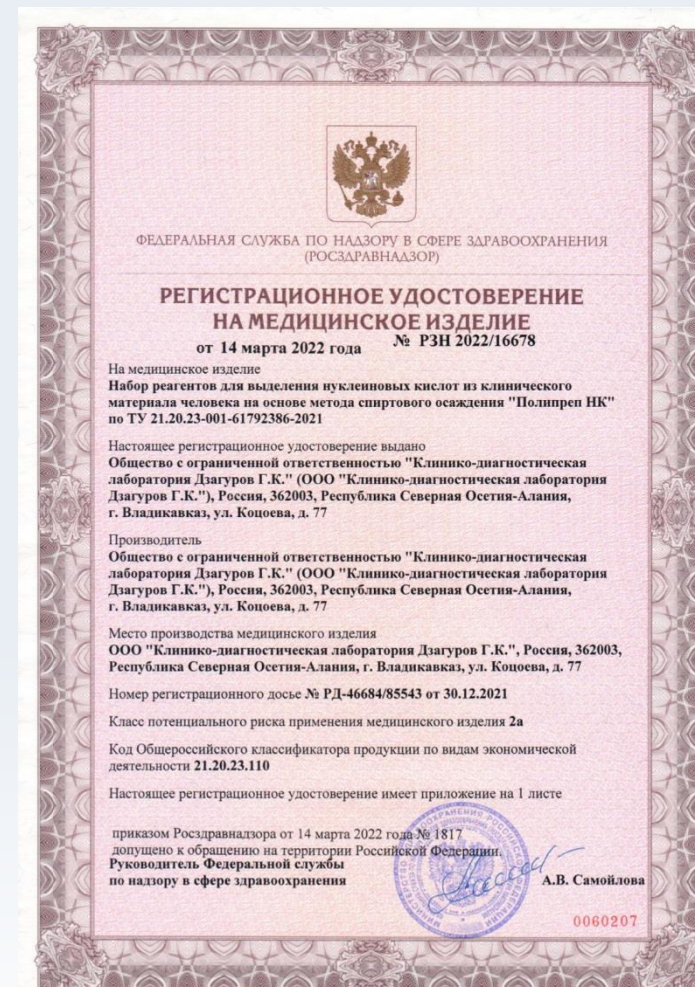 ФЕДЕРАЛЬНАЯ СЛУЖБА ПО НАДЗОРУ В СФЕРЕ ЗДРАВООХРАНЕНИЯ
(РОСЗДРАВНАДЗОР)
РЕГИСТРАЦИОННОЕ УДОСТОВЕРЕНИЕ
НА МЕДИЦИНСКОЕ ИЗДЕЛИЕ
от 14 марта 2022 года № РЗН 2022/16678
На медицинское изделие
Набор реагентов для выделения нуклеиновых кислот из клинического
материала человека на основе метода спиртового осаждения "Полипреп НК"
по ТУ 21.20.23-001-61792386-2021
Настоящее регистрационное удостоверение выдано
Общество с ограниченной ответственностью "Клинико-диагностическая
лаборатория Дзагуров Г.К." (ООО "Клинико-диагностическая лаборатория
Дзагуров Г.К."), Россия, 362003, Республика Северная Осетия-Алания,
г. Владикавказ, ул. Коцоева, д. 77
Производитель
Общество с ограниченной ответственностью "Клинико-диагностическая
лаборатория Дзагуров Г.К." (ООО "Клинико-диагностическая лаборатория
Дзагуров Г.К."), Россия, 362003, Республика Северная Осетия-Алания,
г. Владикавказ, ул. Коцоева, д. 77
Место производства медицинского изделия
ООО "Клинико-диагностическая лаборатория Дзагуров Г.К.", Россия, 362003,
Республика Северная Осетия-Алания, г. Владикавказ, ул. Коцоева, д. 77
Номер регистрационного досье № РД-46684/85543 от 30.12.2021
Класс потенциального риска применения медицинского изделия 2а
Код Общероссийского классификатора продукции по видам экономической
деятельности 21.20.23.110
Настоящее регистрационное удостоверение имеет приложение на 1 листе
приказом Росздравнадзора от 14 марта 2022 года № 1817
допущено к обращению на территории Российской Федерации.
Руководитель Федеральной службы
по надзору в сфере здравоохранения
А.В. Самойлова
0060207